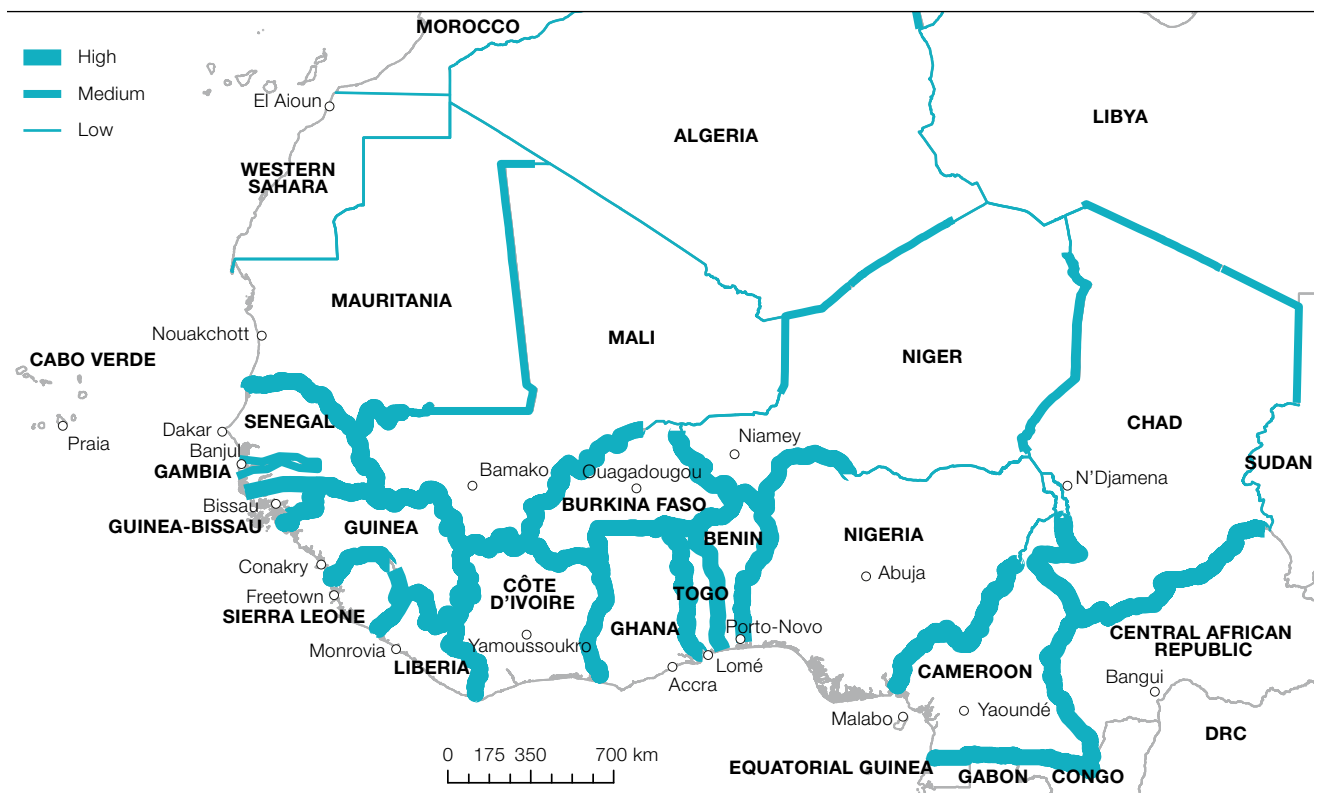 MOROCCO
High
Medium
Low
El Aioun
ALGERIA
LIBYA
WESTERN
SAHARA
MAURITANIA
Nouakchott
MALI
NIGER
CABO VERDE
Praia
Dakar
SENEGAL
Banjul
GAMBIA
Bissau
GUINEA-BISSAU
Bamako
Ouagadougou
BURKINA FASO
Niamey
CHAD
N'Djamena
SUDAN
GUINEA
Conakry
Freetown
SIERRA LEONE
Monrovia
LIBERIA
CÔTE
D'IVOIRE
Yamoussoukro
GHANA
TOGO
BENIN
Porto-Novo
Lomé
Accra
NIGERIA
Abuja
CAMEROON
Yaoundé
Malabo
CENTRAL AFRICAN
REPUBLIC
Bangui
DRC
EQUATORIAL GUINEA
GABON
CONGO
0 175 350 700 km